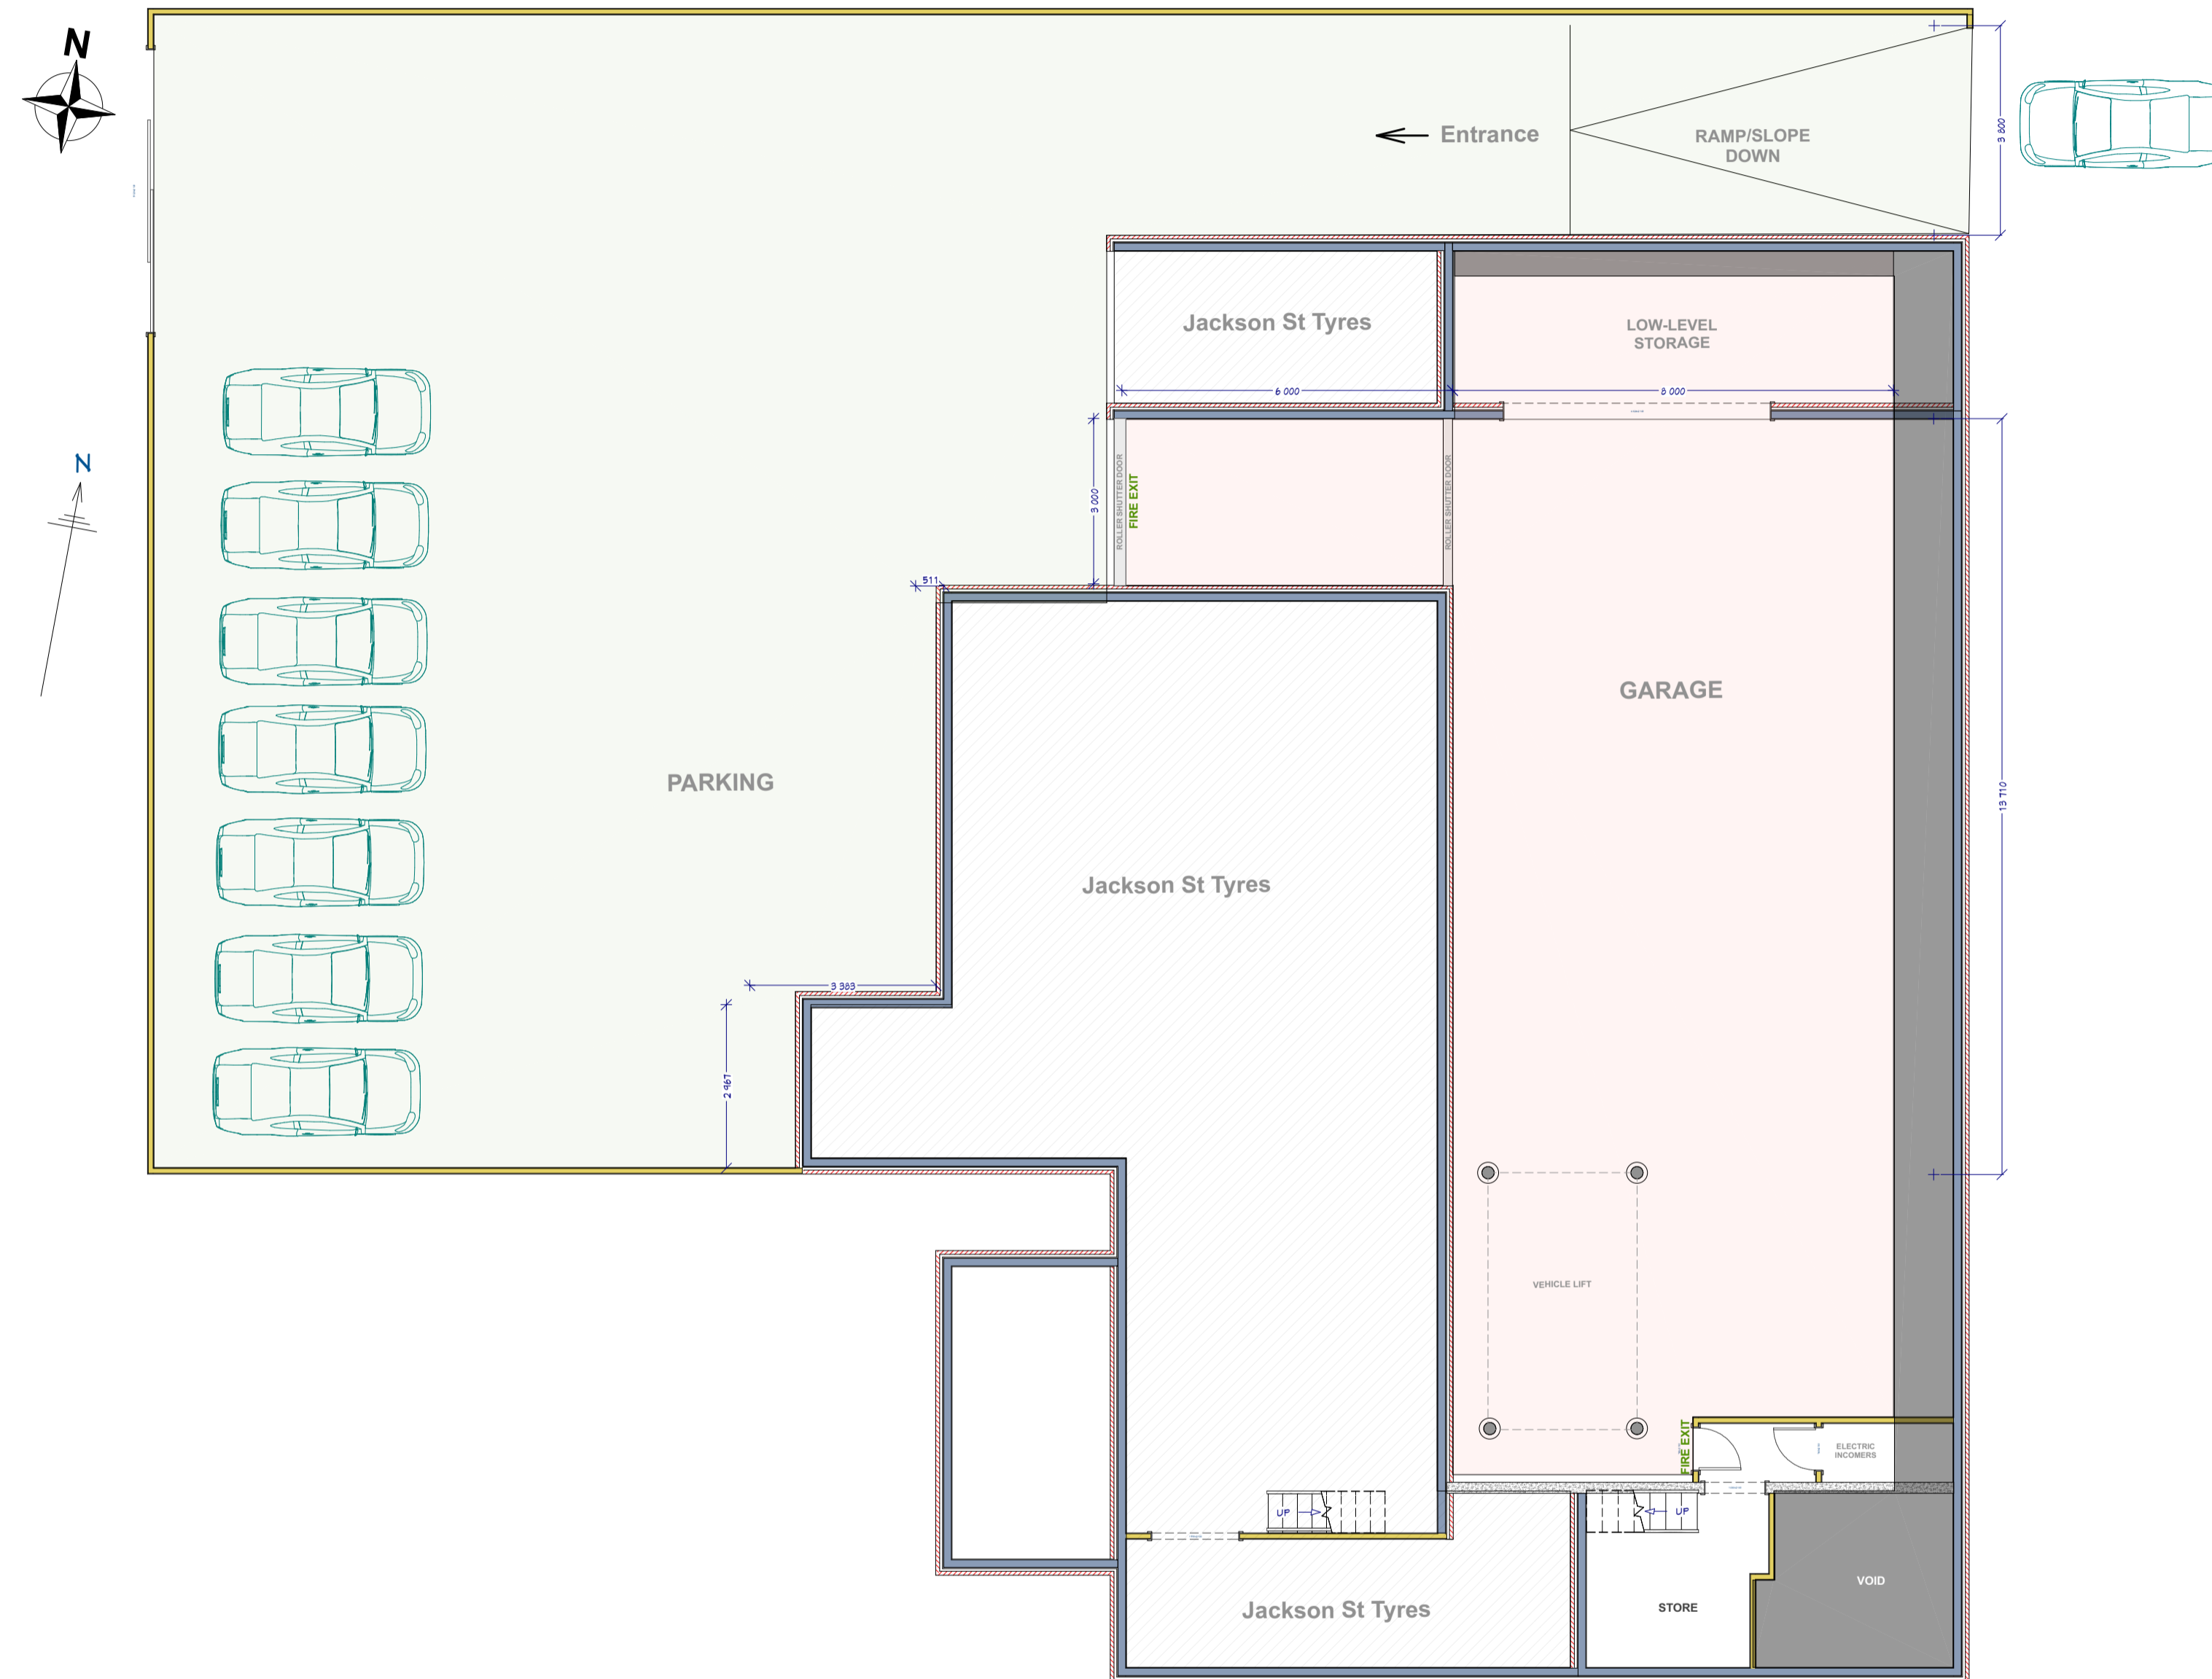 N
Entrance
RAMP/SLOPE
DOWN
3 800
Jackson St Tyres
LOW-LEVEL
STORAGE
6 000
8 000
N
ROLLER SHUTTER DOOR
FIRE EXIT
ROLLER SHUTTER DOOR
3 000
511
GARAGE
PARKING
13 710
Jackson St Tyres
3 383
2 967
VEHICLE LIFT
FIRE EXIT
ELECTRIC
INCOMERS
UP
UP
VOID
STORE
Jackson St Tyres